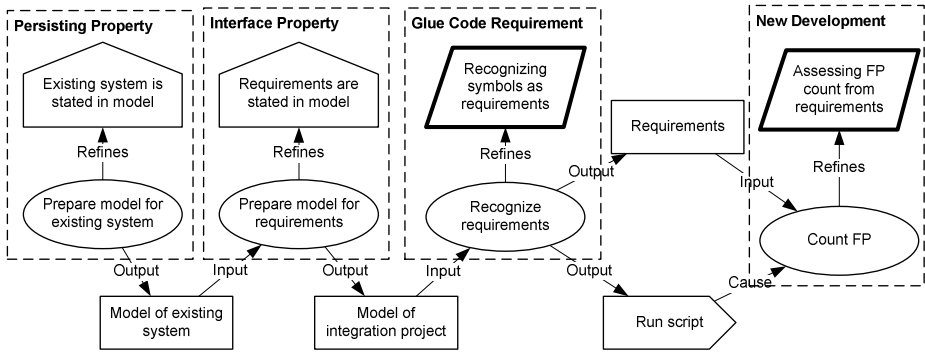 Persisting Property
Existing system is
stated in model
Refines
Prepare model for
existing system
Output
Model of existing
system
Interface Property
Requirements are
stated in model
Refines
Prepare model for
requirements
Input
Output
Model of
integration project
Glue Code Requirement
Recognizing
symbols as
requirements
Refines
Recognize
requirements
Input
Output
Requirements
Output
Run script
New Development
Assessing FP
count from
requirements
Refines
Input
Count FP
Cause